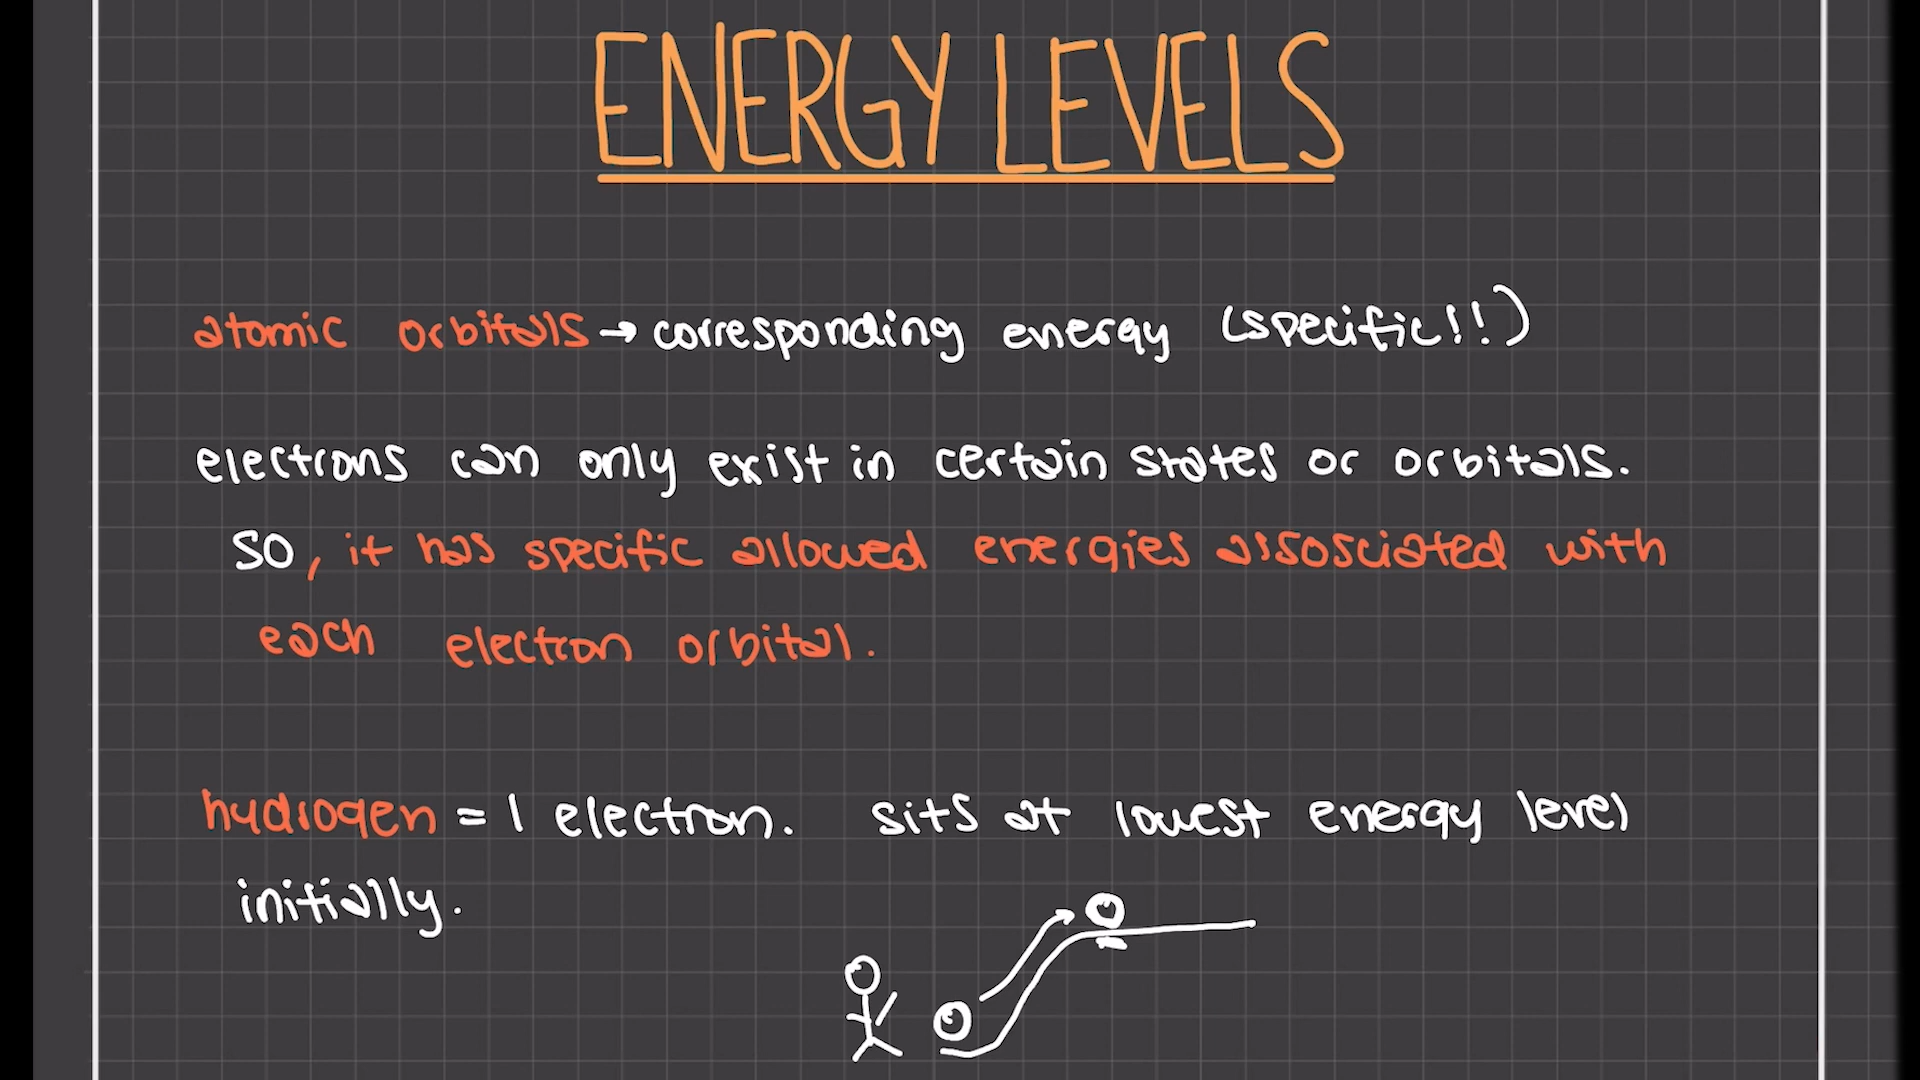 ENERGY LEVELS
atomic orbitals → corresponding energy (specific!!)
electrons can only exist in certain states or orbitals.
SO, it has specific allowed energies assosciated with
each electron orbital.
hydrogen = 1 electron. sits at lowest energy level
initially.